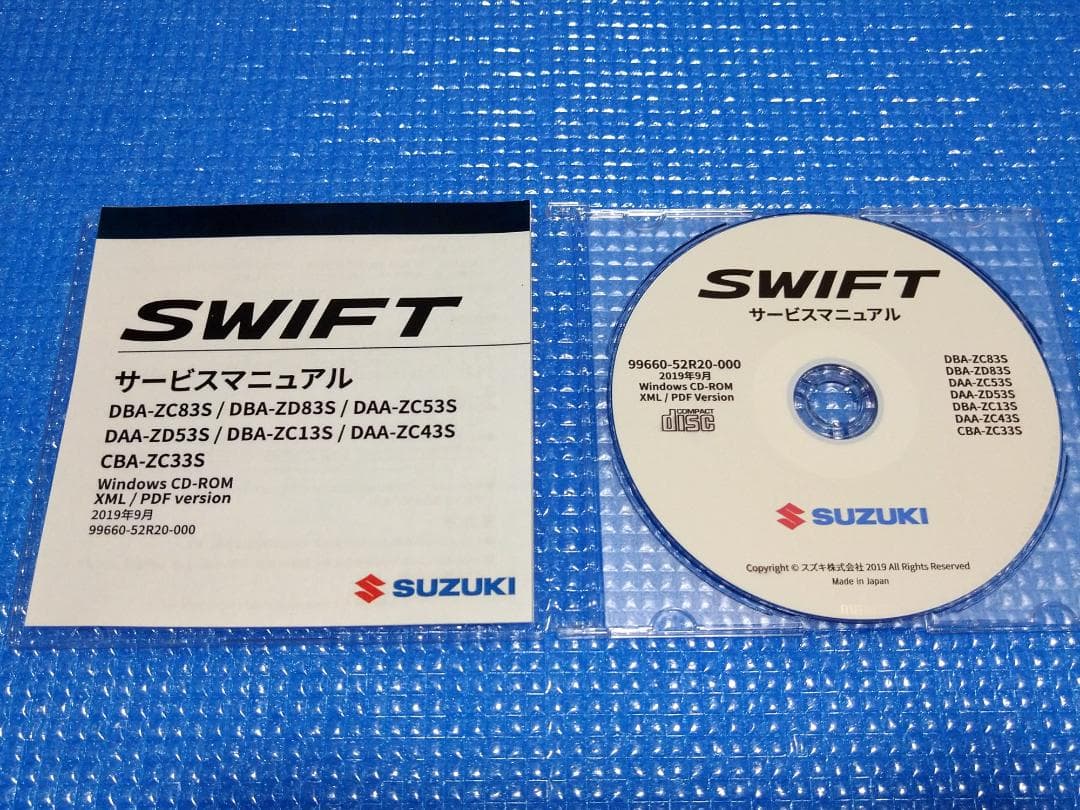 SWIFT
サービスマニュアル
DBA-ZC83S / DBA-ZD83S / DAA-ZC53S
DAA-ZD53S / DBA-ZC13S / DAA-ZC43S
CBA-ZC33S
Windows CD-ROM
XML / PDF version
2019年9月
99660-52R20-000
SUZUKI
SWIFT
サービスマニュアル
99660-52R20-000
2019年9月
Windows CD-ROM
XML / PDF Version
COMPACT
disc
DBA-ZC83S
DBA-ZD83S
DAA-ZC53S
DAA-ZD53S
DBA-ZC13S
DAA-ZC43S
CBA-ZC33S
SUZUKI
Copyright © スズキ株式会社 2019 All Rights Reserved
Made in Japan